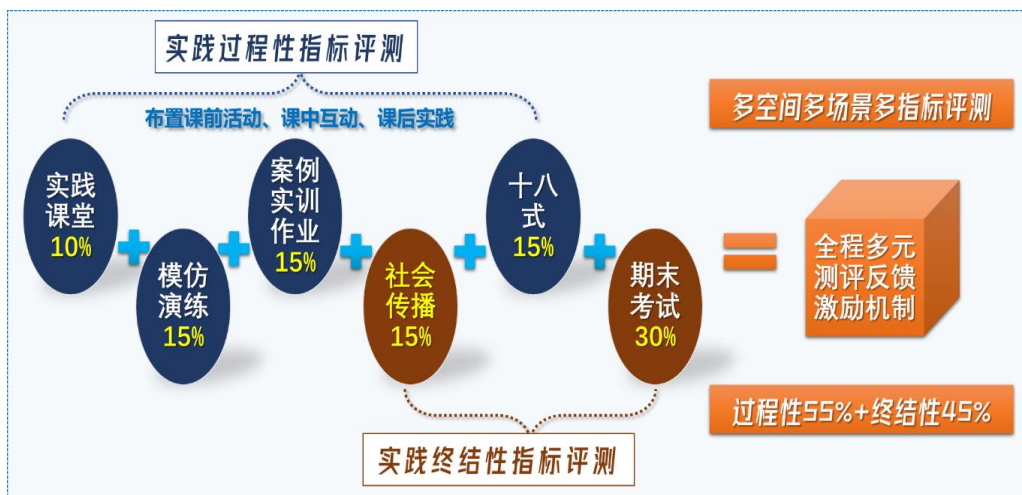 实践过程性指标评测
布置课前活动、课中互动、课后实践
多空间多场景多指标评测
实践
课堂
10%
模仿
演练
15%
案例
实训
作业
15%
社会
传播
15%
十八
式
15%
期末
考试
30%
全程多元
测评反馈
激励机制
实践终结性指标评测
过程性55%+终结性45%